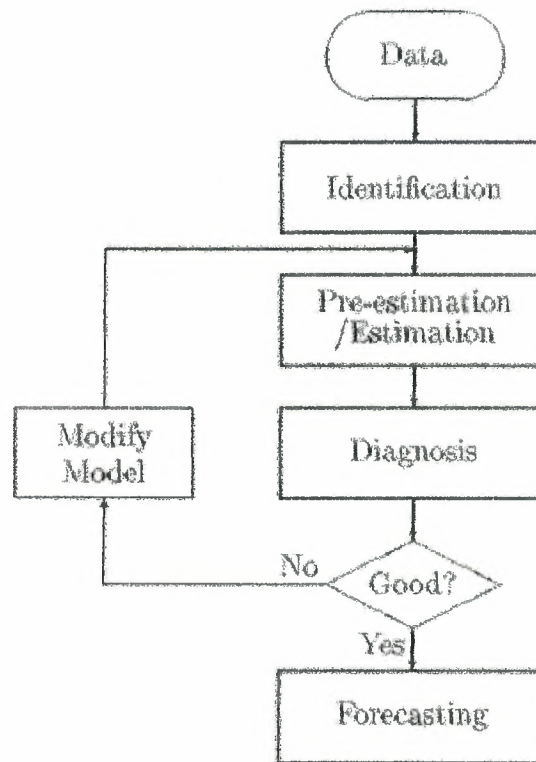 Data
Identification
Pre-estimation
/Estimation
Modify
Model
Diagnosis
No
Good?
Yes
Forecasting